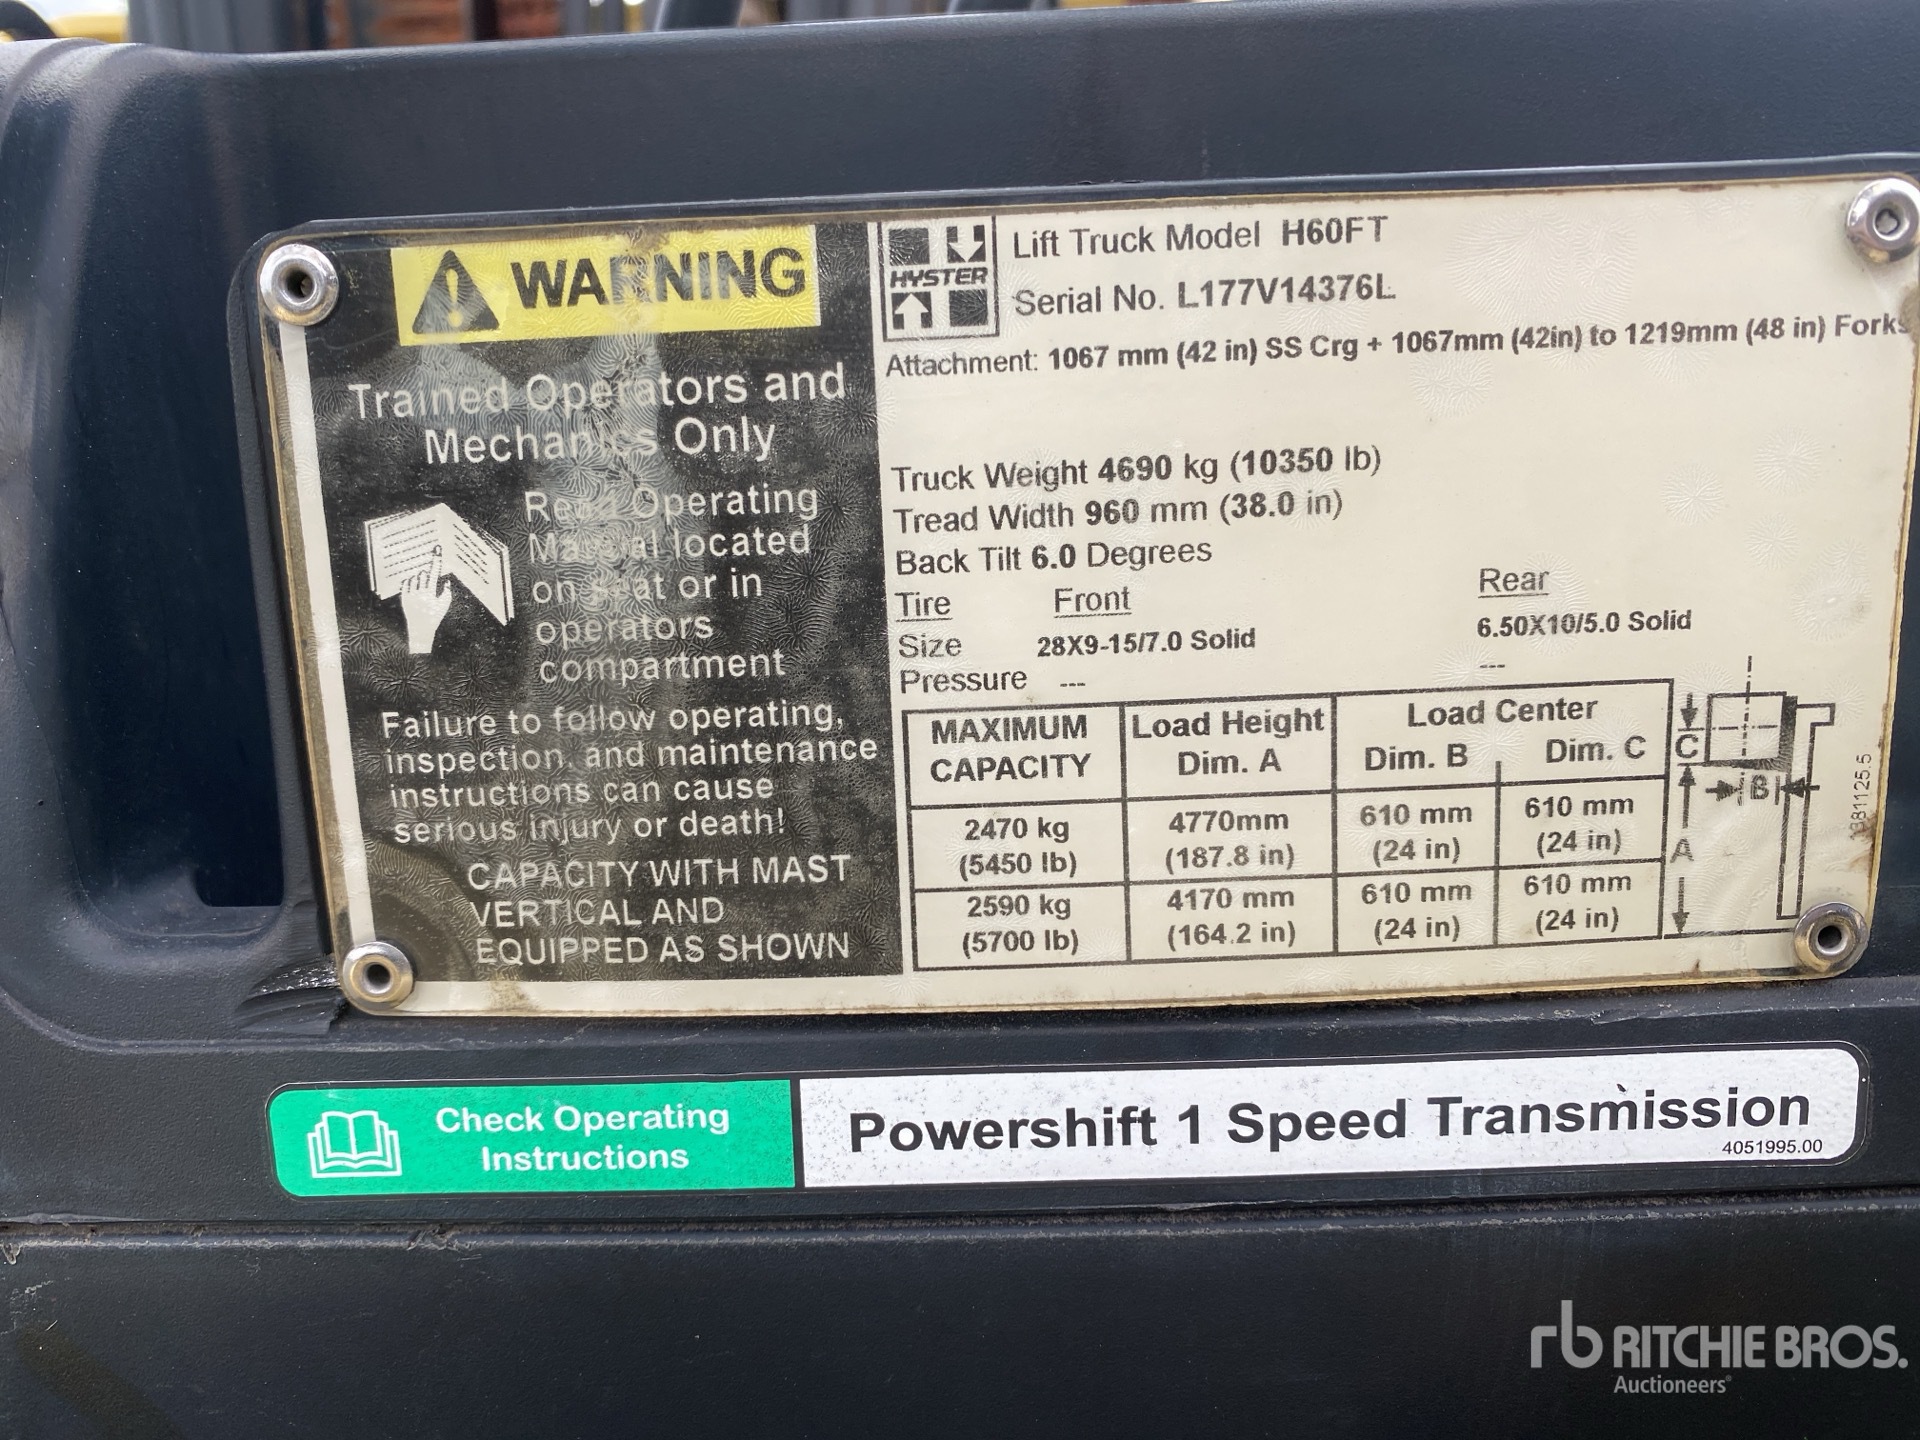 WARNING
Trained Operators and
Mechanics Only
Read Operating
Manual located
on seat or in
operators
compartment
Failure to follow operating,
inspection, and maintenance
instructions can cause
serious injury or death!
CAPACITY WITH MAST
VERTICAL AND
EQUIPPED AS SHOWN
HYSTER
Lift Truck Model H60FT
Serial No. L177V14376L
Attachment: 1067 mm (42 in) SS Crg + 1067mm (42in) to 1219mm (48 in) Forks
Truck Weight 4690 kg (10350 lb)
Tread Width 960 mm (38.0 in)
Back Tilt 6.0 Degrees
Tire Front Rear
Size 28X9-15/7.0 Solid 6.50X10/5.0 Solid
Pressure --- ---
MAXIMUM CAPACITY
Load Height Dim. A
Load Center
Dim. B Dim. C
2470 kg 4770mm 610 mm 610 mm
(5450 lb) (187.8 in) (24 in) (24 in)
2590 kg 4170 mm 610 mm 610 mm
(5700 lb) (164.2 in) (24 in) (24 in)
C
B
A
1381125.5
Check Operating
Instructions
Powershift 1 Speed Transmission
4051995.00
rb RITCHIE BROS.
Auctioneers